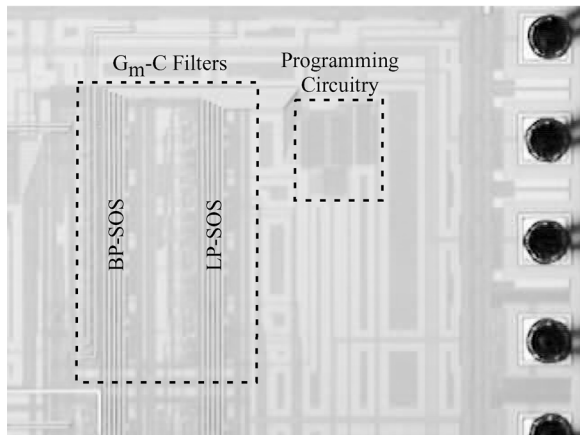 Gm-C Filters
Programming
Circuitry
BP-SOS
LP-SOS